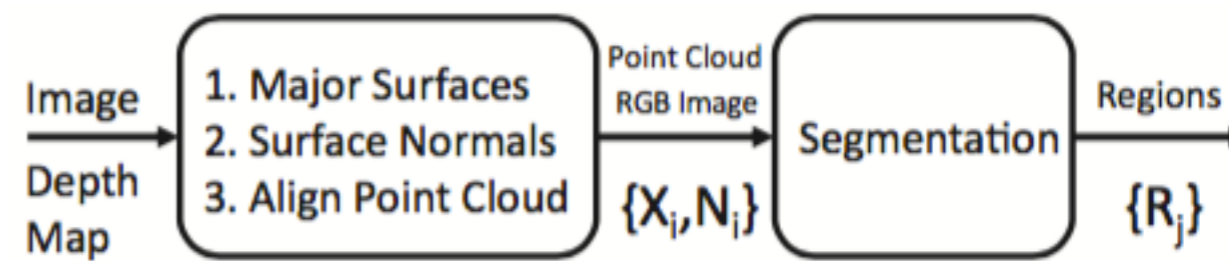 Image
Depth
Map
1. Major Surfaces
2. Surface Normals
3. Align Point Cloud
Point Cloud
RGB Image
{Xᵢ,Nᵢ}
Segmentation
Regions
{Rⱼ}